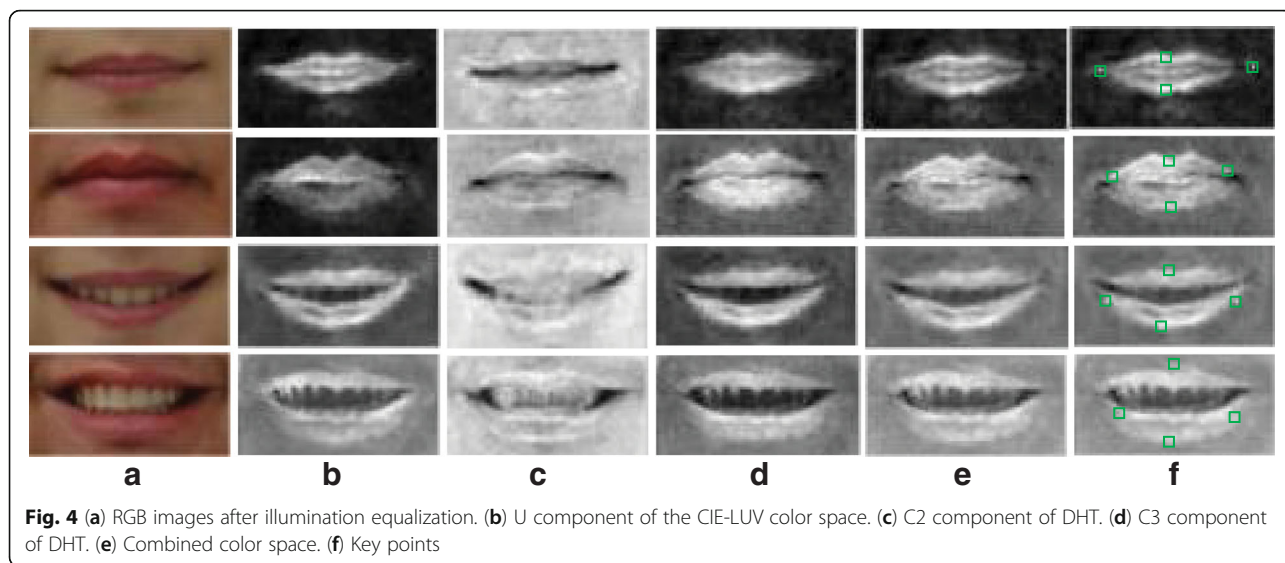 a b c d e f
Fig. 4 (a) RGB images after illumination equalization. (b) U component of the CIE-LUV color space. (c) C2 component of DHT. (d) C3 component
of DHT. (e) Combined color space. (f) Key points